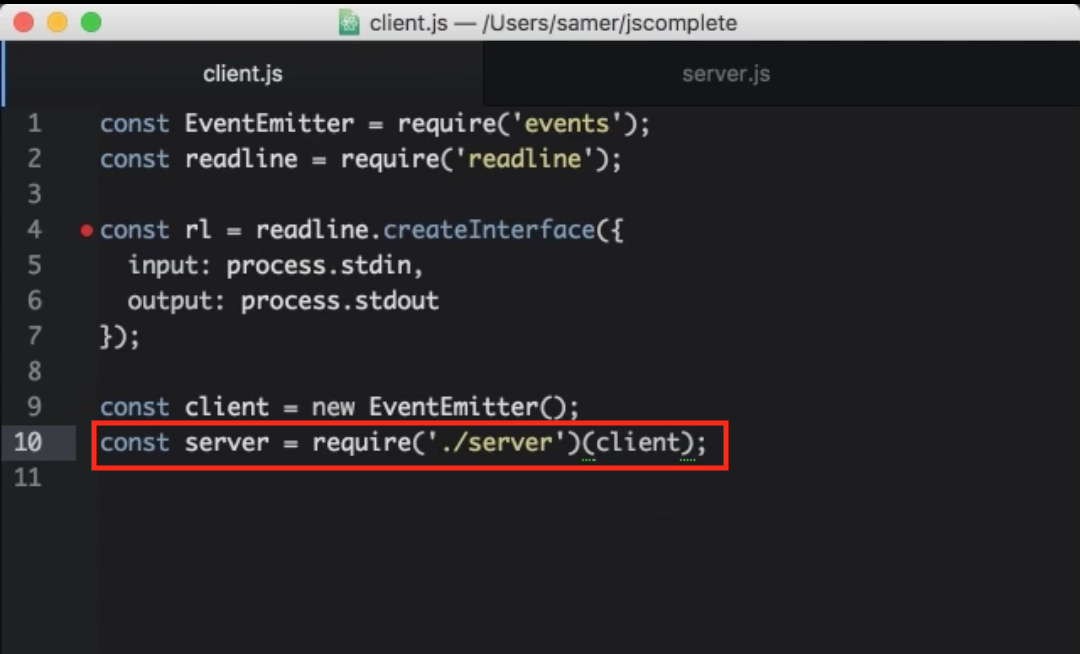 client.js — /Users/samer/jscomplete
client.js
server.js
1 const EventEmitter = require('events');
2 const readline = require('readline');
3
4 const rl = readline.createInterface({
5 input: process.stdin,
6 output: process.stdout
7 });
8
9 const client = new EventEmitter();
10 const server = require('./server')(client);
11